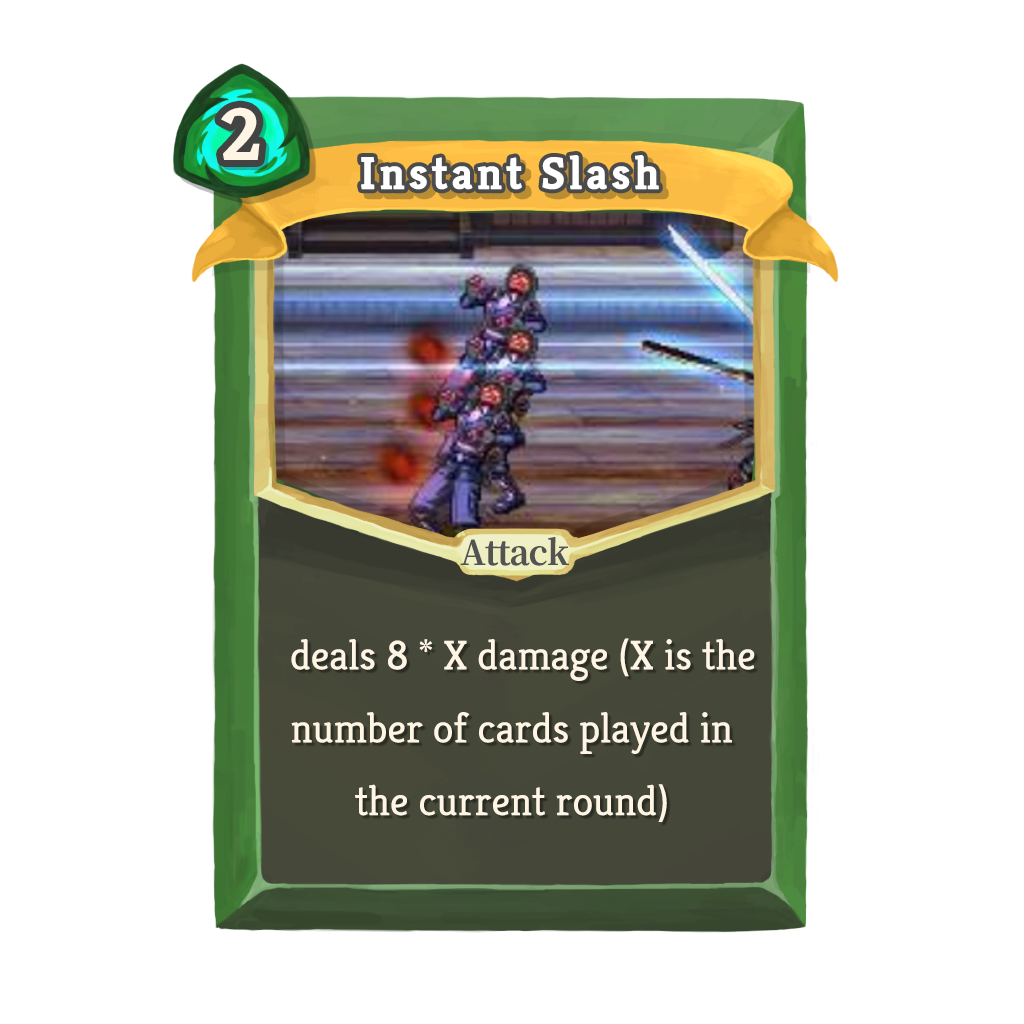 2
Instant Slash
Attack
deals 8 * X damage (X is the
number of cards played in
the current round)